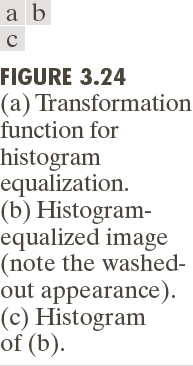 a b
c
FIGURE 3.24
(a) Transformation
function for
histogram
equalization.
(b) Histogram-
equalized image
(note the washed-
out appearance).
(c) Histogram
of (b).